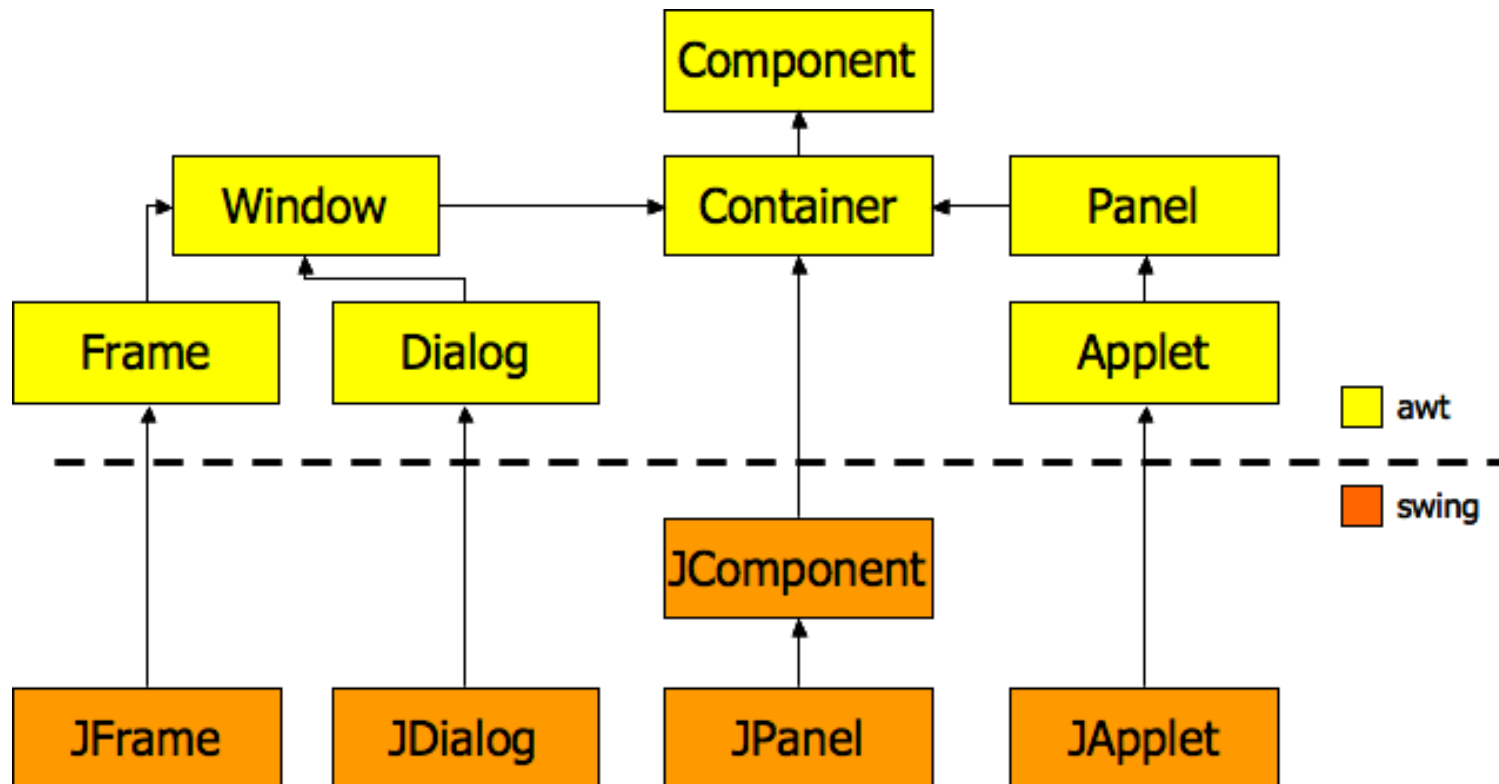 Component
Window
Container
Panel
Frame
Dialog
Applet
awt
swing
JComponent
JFrame
JDialog
JPanel
JApplet